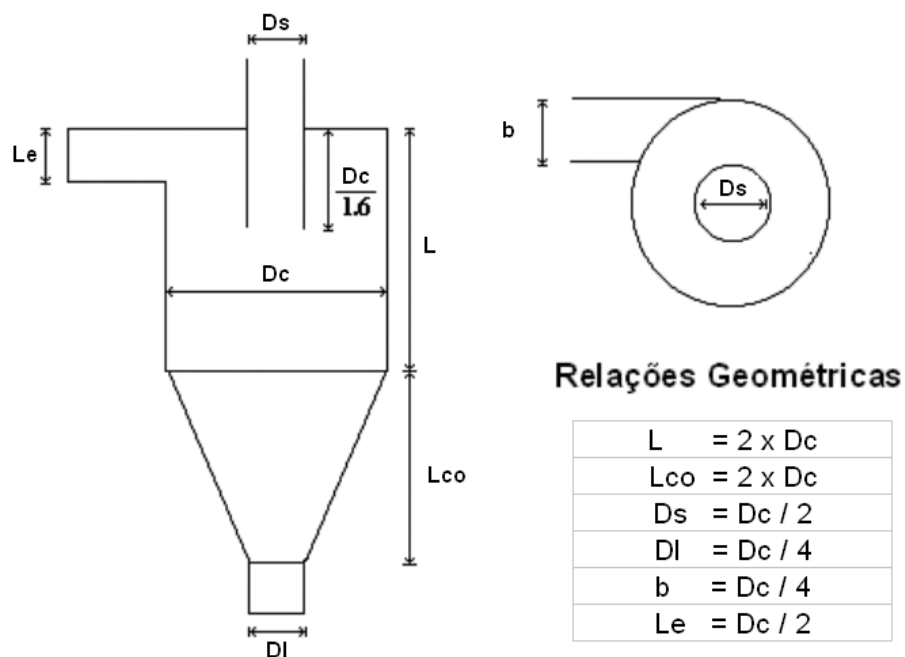 Ds
Le
Dc
1.6
L
Dc
Lco
Dl
b
Ds
Relações Geométricas
L = 2 x Dc
Lco = 2 x Dc
Ds = Dc / 2
Dl = Dc / 4
b = Dc / 4
Le = Dc / 2